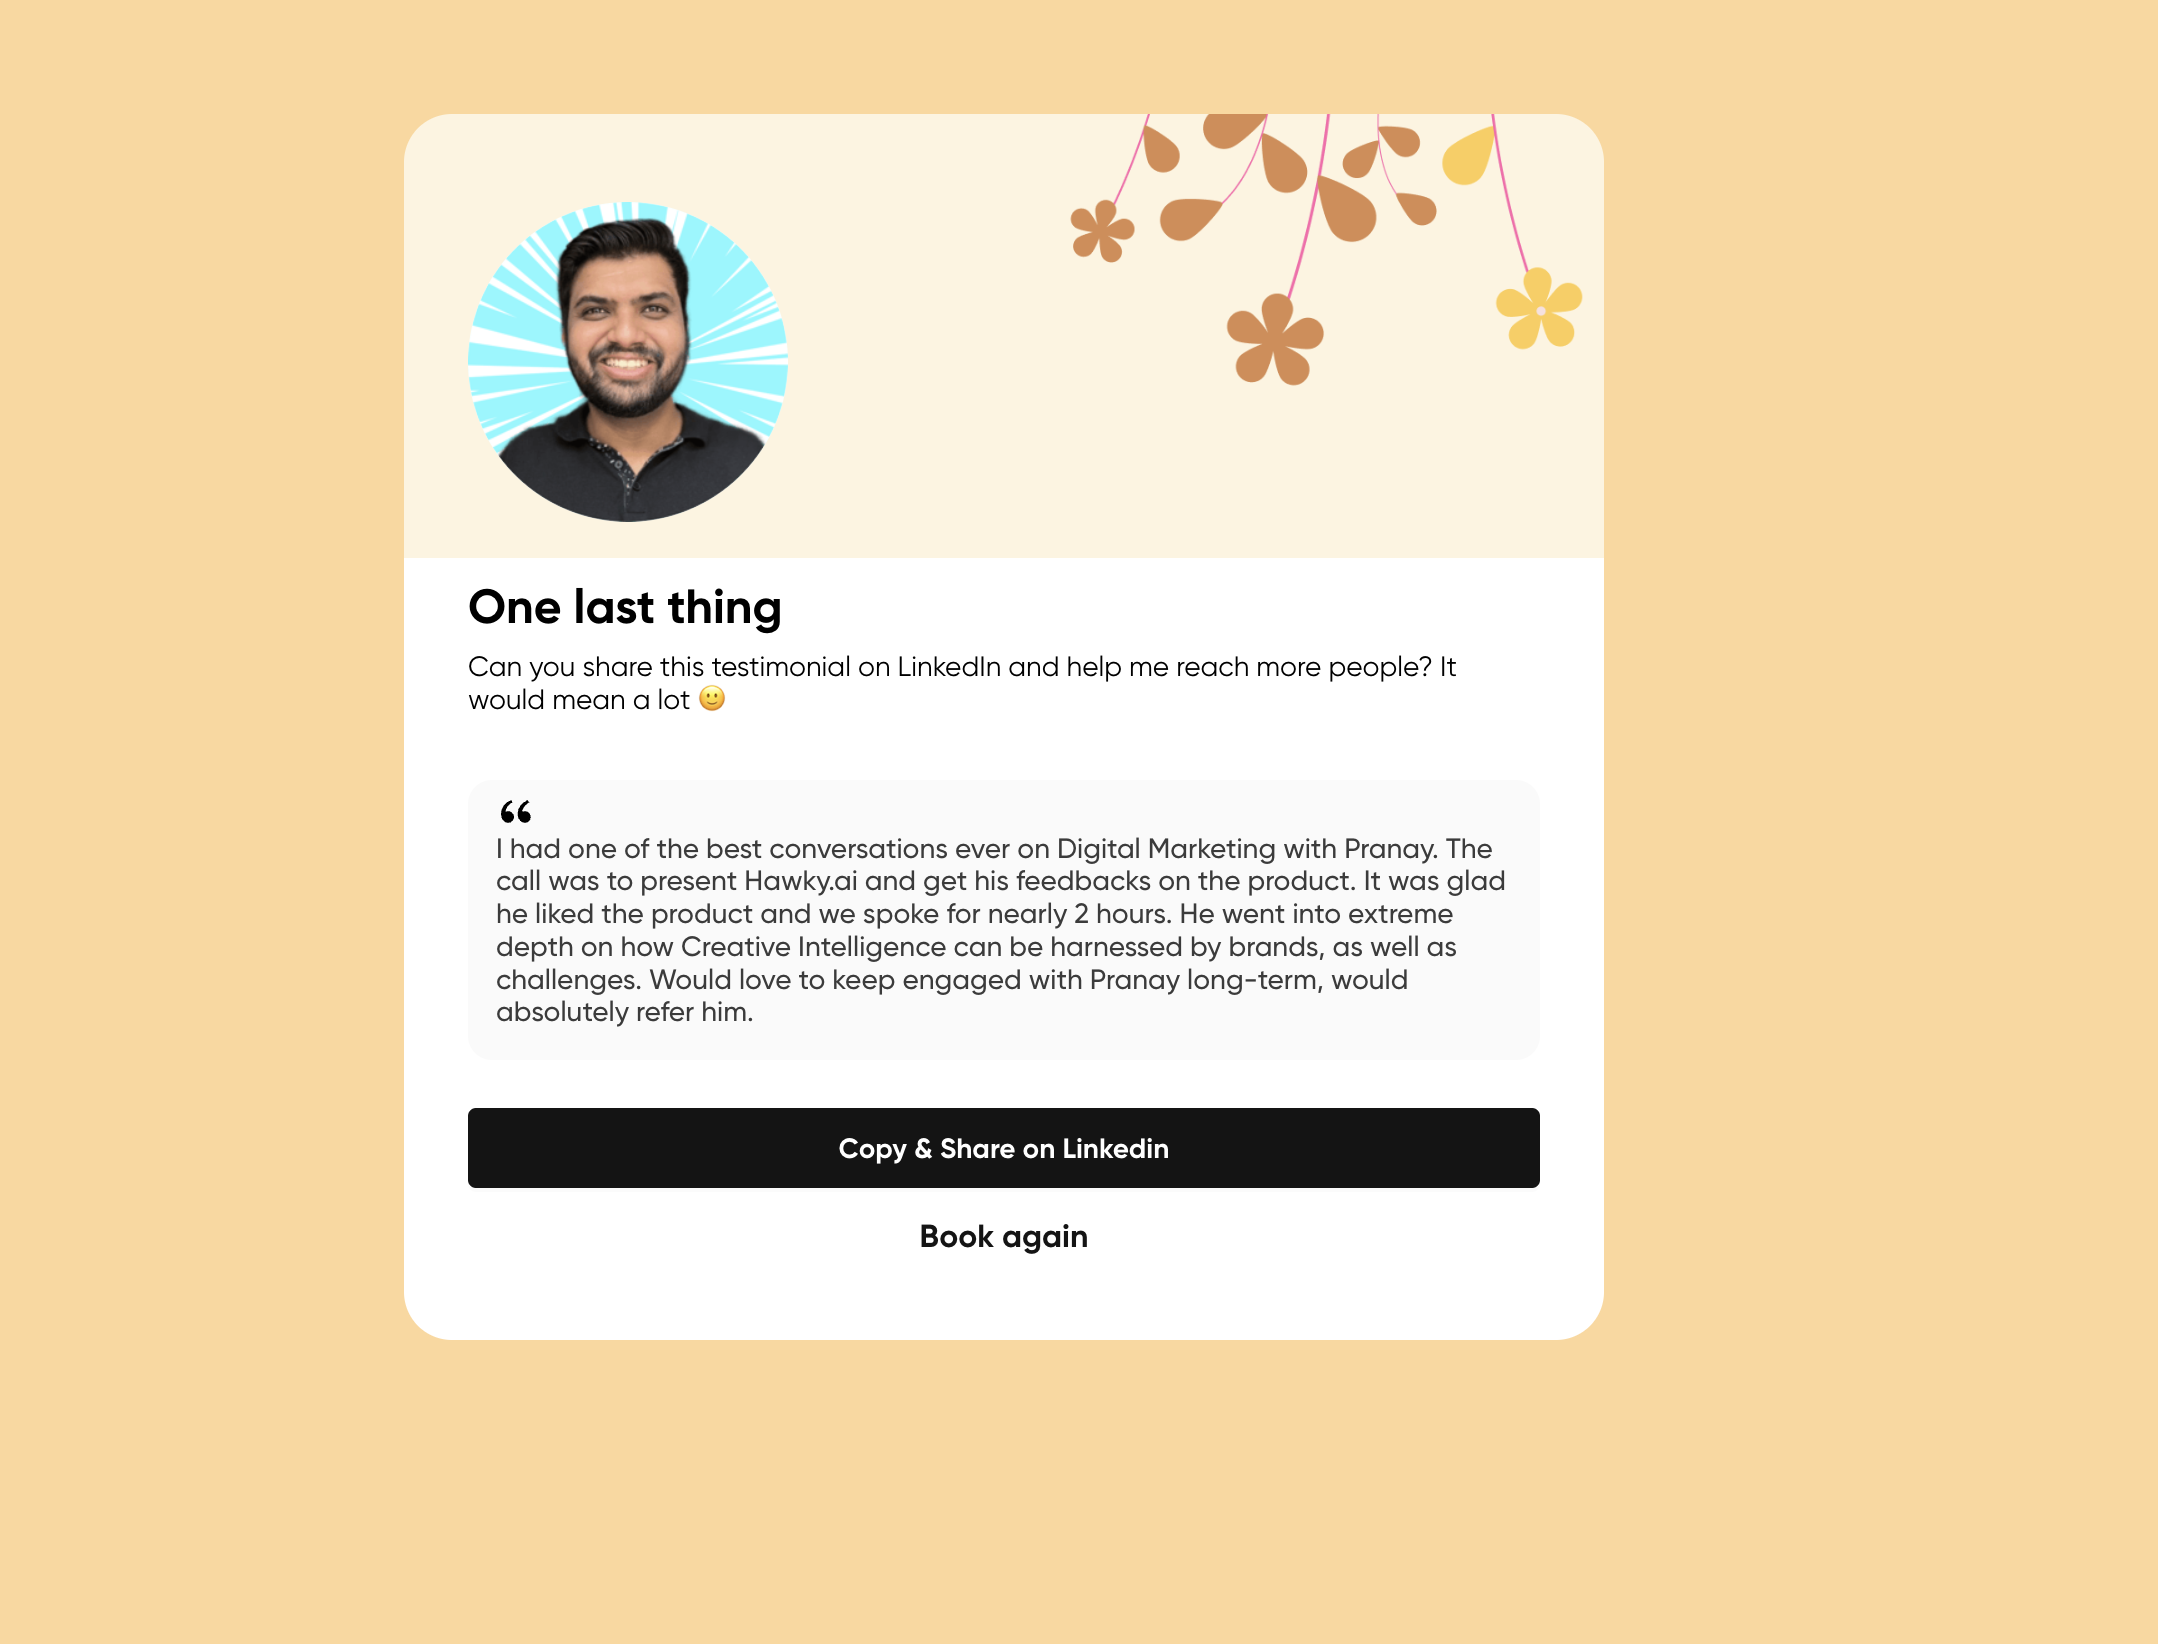 One last thing
Can you share this testimonial on LinkedIn and help me reach more people? It
would mean a lot 🙂
“
I had one of the best conversations ever on Digital Marketing with Pranay. The
call was to present Hawky.ai and get his feedbacks on the product. It was glad
he liked the product and we spoke for nearly 2 hours. He went into extreme
depth on how Creative Intelligence can be harnessed by brands, as well as
challenges. Would love to keep engaged with Pranay long-term, would
absolutely refer him.
Copy & Share on Linkedin
Book again